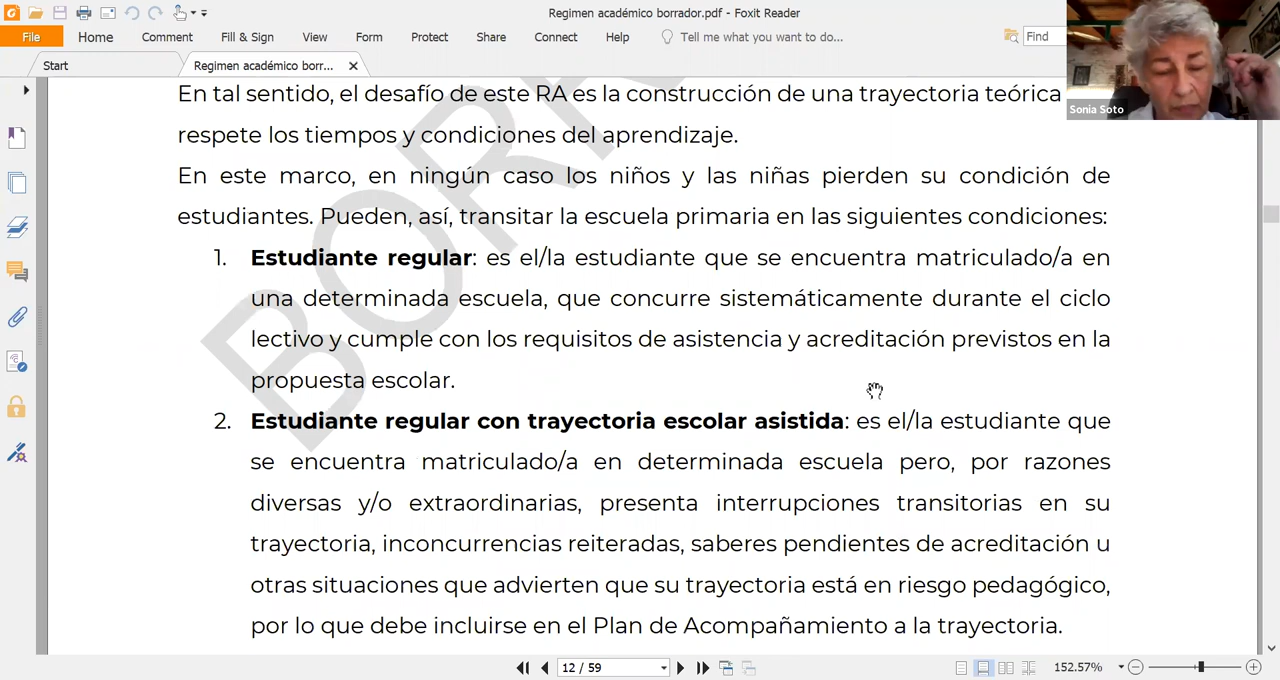 Regimen académico borrador.pdf - Foxit Reader
File Home Comment Fill & Sign View Form Protect Share Connect Help Tell me what you want to do... Find
Start Regimen académico borr...
Sonia Soto
BORR
En tal sentido, el desafío de este RA es la construcción de una trayectoria teórica
respete los tiempos y condiciones del aprendizaje.
En este marco, en ningún caso los niños y las niñas pierden su condición de
estudiantes. Pueden, así, transitar la escuela primaria en las siguientes condiciones:
1. Estudiante regular: es el/la estudiante que se encuentra matriculado/a en
una determinada escuela, que concurre sistemáticamente durante el ciclo
lectivo y cumple con los requisitos de asistencia y acreditación previstos en la
propuesta escolar.
2. Estudiante regular con trayectoria escolar asistida: es el/la estudiante que
se encuentra matriculado/a en determinada escuela pero, por razones
diversas y/o extraordinarias, presenta interrupciones transitorias en su
trayectoria, inconcurrencias reiteradas, saberes pendientes de acreditación u
otras situaciones que advierten que su trayectoria está en riesgo pedagógico,
por lo que debe incluirse en el Plan de Acompañamiento a la trayectoria.
12 / 59 152.57%